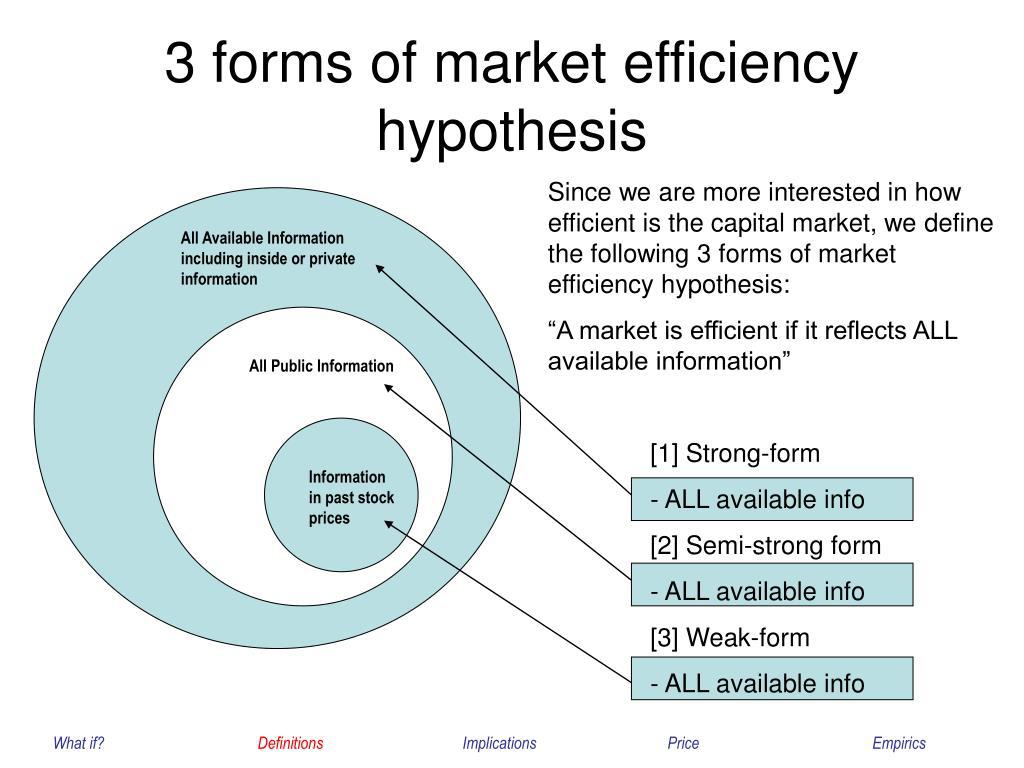 3 forms of market efficiency
hypothesis
All Available Information
including inside or private
information
All Public Information
Information
in past stock
prices
Since we are more interested in how
efficient is the capital market, we define
the following 3 forms of market
efficiency hypothesis:
“A market is efficient if it reflects ALL
available information”
[1] Strong-form
- ALL available info
[2] Semi-strong form
- ALL available info
[3] Weak-form
- ALL available info
What if?
Definitions
Implications
Price
Empirics